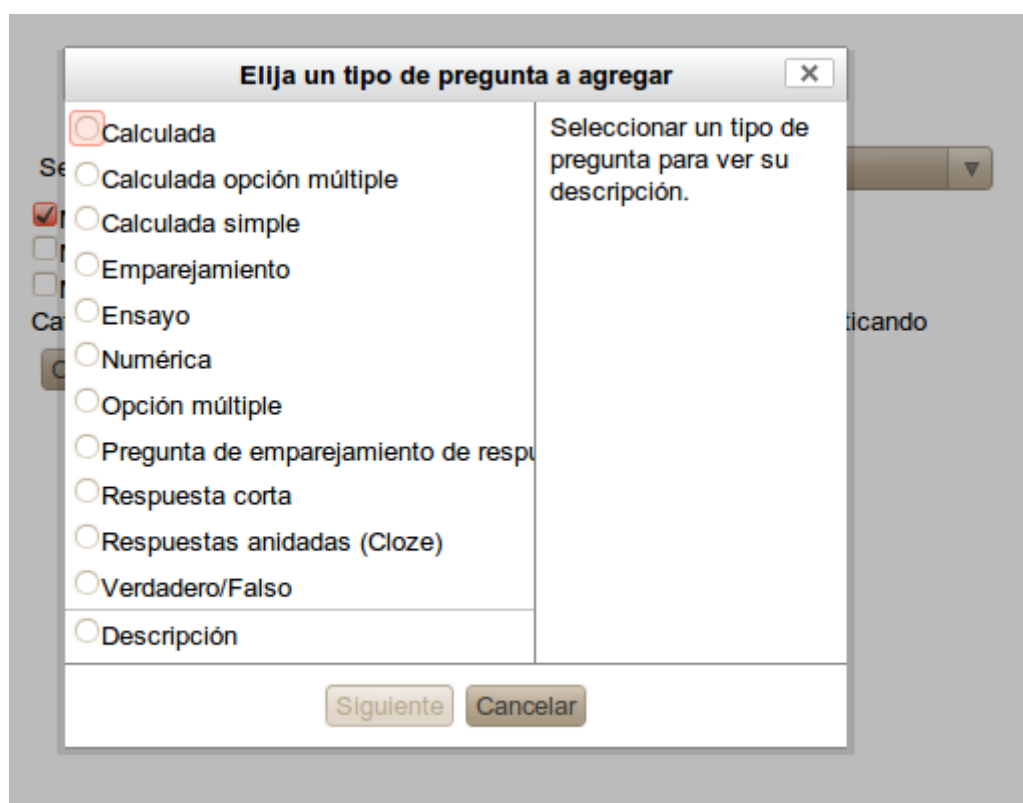 Elija un tipo de pregunta a agregar
Calculada
Calculada opción múltiple
Calculada simple
Emparejamiento
Ensayo
Numérica
Opción múltiple
Pregunta de emparejamiento de
Respuesta corta
Respuestas anidadas (Cloze)
Verdadero/Falso
Descripción
Seleccionar un tipo de
pregunta para ver su
descripción.
Siguiente
Cancelar